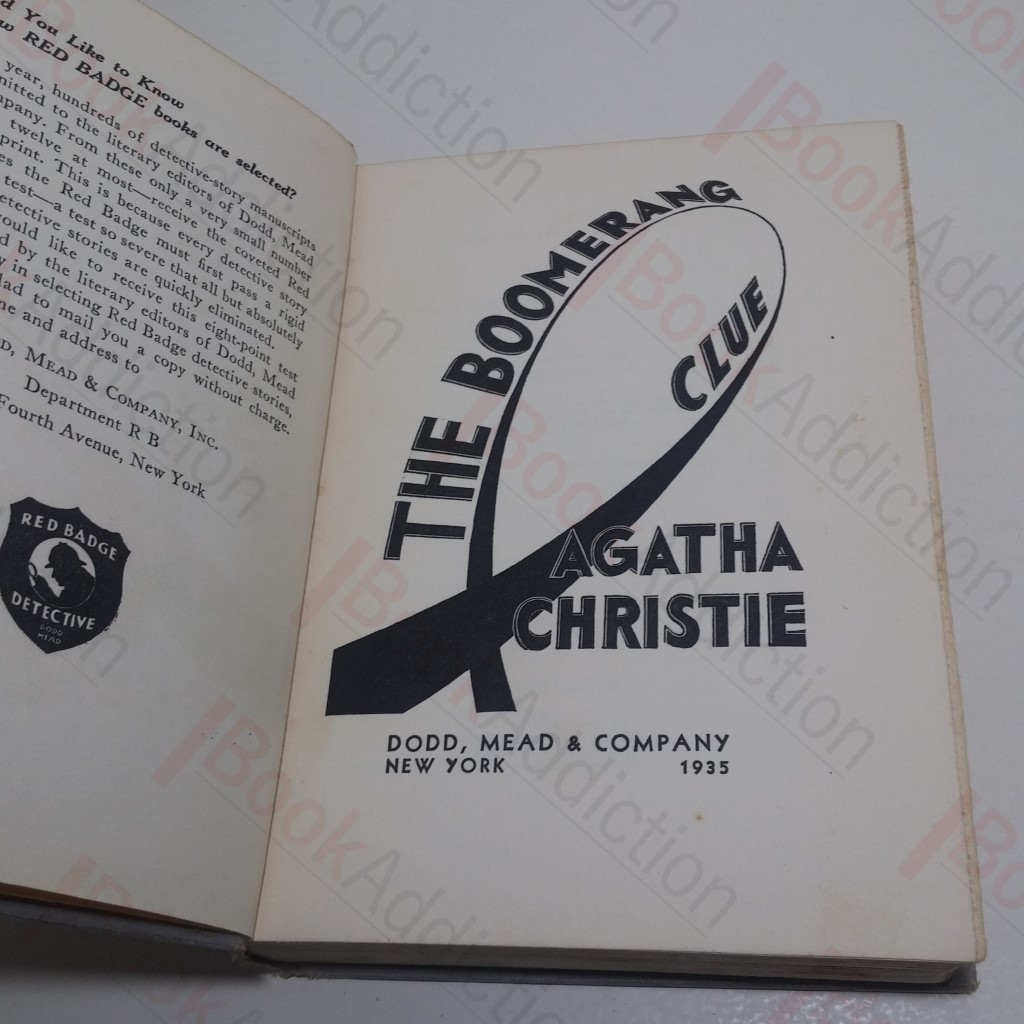 d You Like to Know
w RED BADGE books are selected?
year, hundreds of detective-story manuscripts
mitted to the literary editors of Dodd, Mead
mpany. From these only a very small number
twelve at most—receive the coveted Red
print. This is because every detective story
es the Red Badge must first pass a rigid
test—a test so severe that all but absolutely
etective stories are quickly eliminated.
ould like to receive this eight-point test
d by the literary editors of Dodd, Mead
y in selecting Red Badge detective stories,
lad to mail you a copy without charge.
me and address to
D, MEAD & COMPANY, INC.
Department R B
Fourth Avenue, New York
RED BADGE
DETECTIVE
DODD
MEAD
THE BOOMERANG
CLUE
AGATHA
CHRISTIE
DODD, MEAD & COMPANY
NEW YORK 1935
BookAddiction